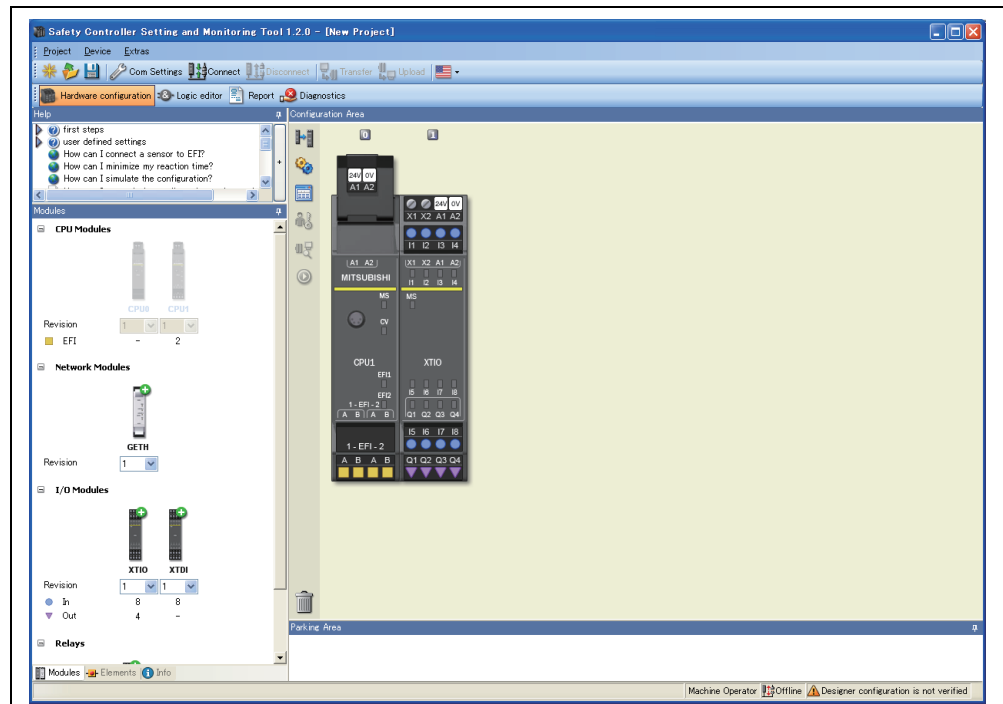 Safety Controller Setting and Monitoring Tool 1.2.0 - [New Project]
Project Device Extras
Com Settings Connect Disconnect Transfer Upload
Hardware configuration Logic editor Report Diagnostics
Help
first steps
user defined settings
How can I connect a sensor to EFI?
How can I minimize my reaction time?
How can I simulate the configuration?
Modules
CPU Modules
CPU0 CPU1
Revision 1 1
EFI - 2
Network Modules
GETH
Revision 1
I/O Modules
XTIO XTDI
Revision 1 1
In 8 8
Out 4 -
Relays
Modules Elements Info
Configuration Area
0 1
24V 0V
A1 A2
(A1 A2)
MITSUBISHI
MS
CV
CPU1
EFI1
EFI2
1 - EFI - 2
A B A B
1 - EFI - 2
A B A B
24V 0V
X1 X2 A1 A2
I1 I2 I3 I4
(X1 X2 A1 A2)
I1 I2 I3 I4
MS
XTIO
I5 I6 I7 I8
Q1 Q2 Q3 Q4
I5 I6 I7 I8
Q1 Q2 Q3 Q4
Parking Area
Machine Operator Offline Designer configuration is not verified